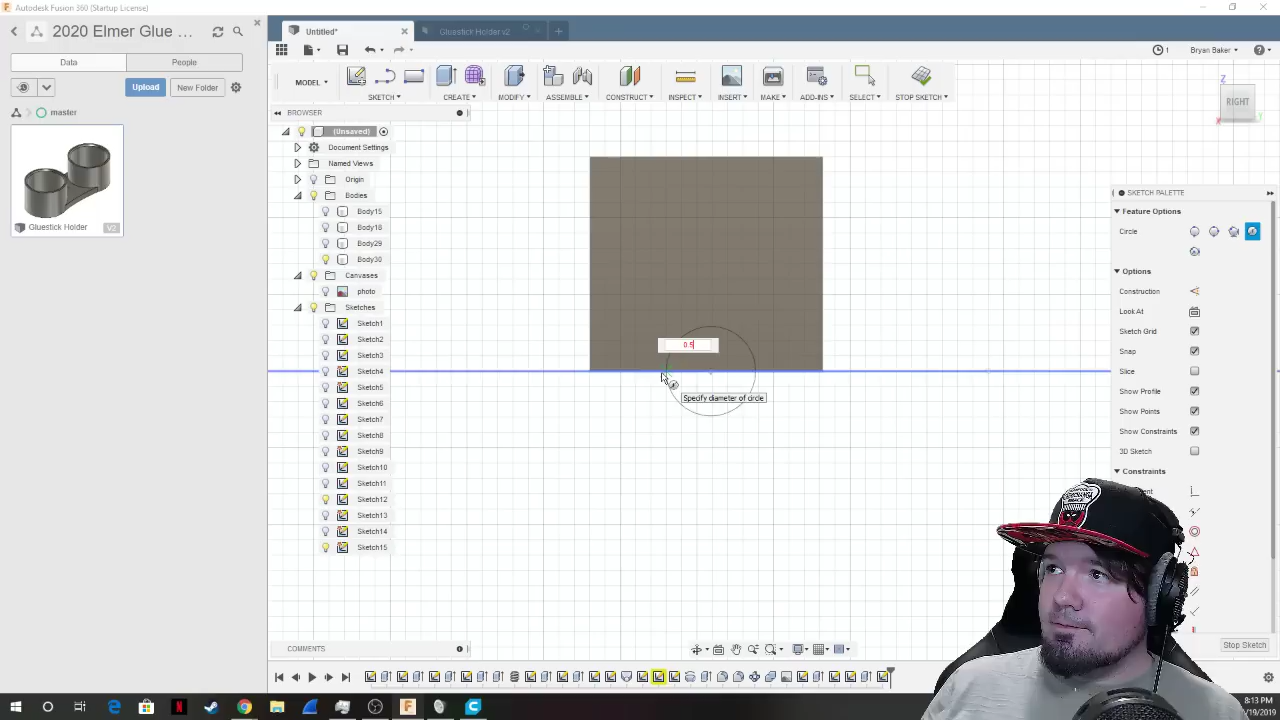 Autodesk Fusion 360 (Startup License)
2020 Elmer Glue ...
Data
People
Upload
New Folder
master
Gluestick Holder
V2
Untitled*
Gluestick Holder v2
1
Bryan Baker
MODEL
SKETCH
CREATE
MODIFY
ASSEMBLE
CONSTRUCT
INSPECT
INSERT
MAKE
ADD-INS
SELECT
STOP SKETCH
BROWSER
(Unsaved)
Document Settings
Named Views
Origin
Bodies
Body15
Body18
Body29
Body30
Canvases
photo
Sketches
Sketch1
Sketch2
Sketch3
Sketch4
Sketch5
Sketch6
Sketch7
Sketch8
Sketch9
Sketch10
Sketch11
Sketch12
Sketch13
Sketch14
Sketch15
0.5
Specify diameter of circle
Z
RIGHT
X
Y
SKETCH PALETTE
Feature Options
Circle
Options
Construction
Look At
Sketch Grid
Snap
Slice
Show Profile
Show Points
Show Constraints
3D Sketch
Constraints
Stop Sketch
COMMENTS
8:13 PM